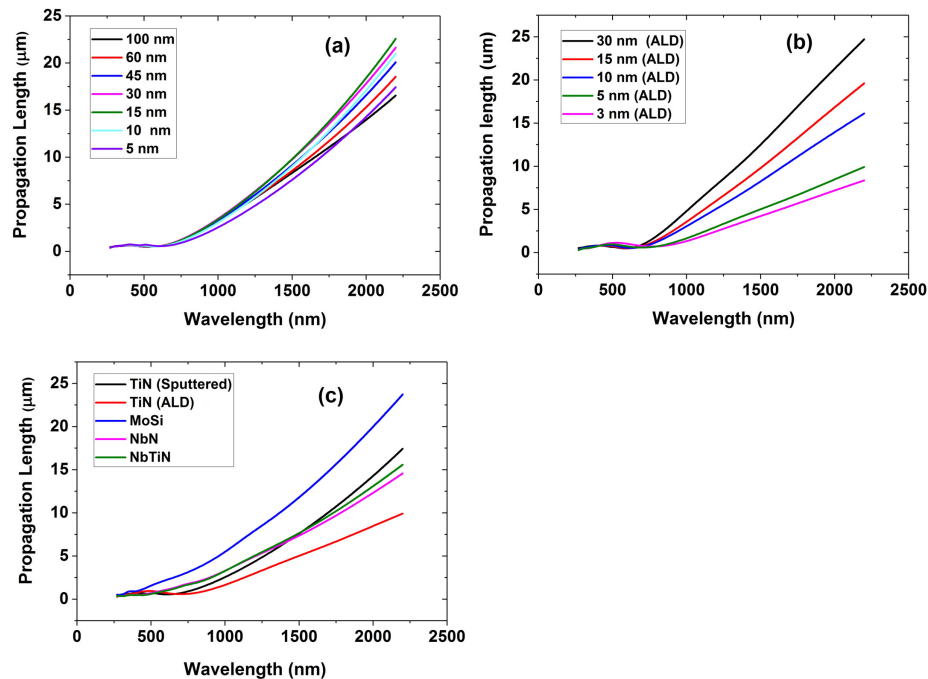 (a)
100 nm
60 nm
45 nm
30 nm
15 nm
10 nm
5 nm
Propagation Length (μm)
25
20
15
10
5
0
0 500 1000 1500 2000 2500
Wavelength (nm)
(b)
30 nm (ALD)
15 nm (ALD)
10 nm (ALD)
5 nm (ALD)
3 nm (ALD)
Propagation length (um)
25
20
15
10
5
0
0 500 1000 1500 2000 2500
Wavelength (nm)
(c)
TiN (Sputtered)
TiN (ALD)
MoSi
NbN
NbTiN
Propagation Length (μm)
25
20
15
10
5
0
0 500 1000 1500 2000 2500
Wavelength (nm)